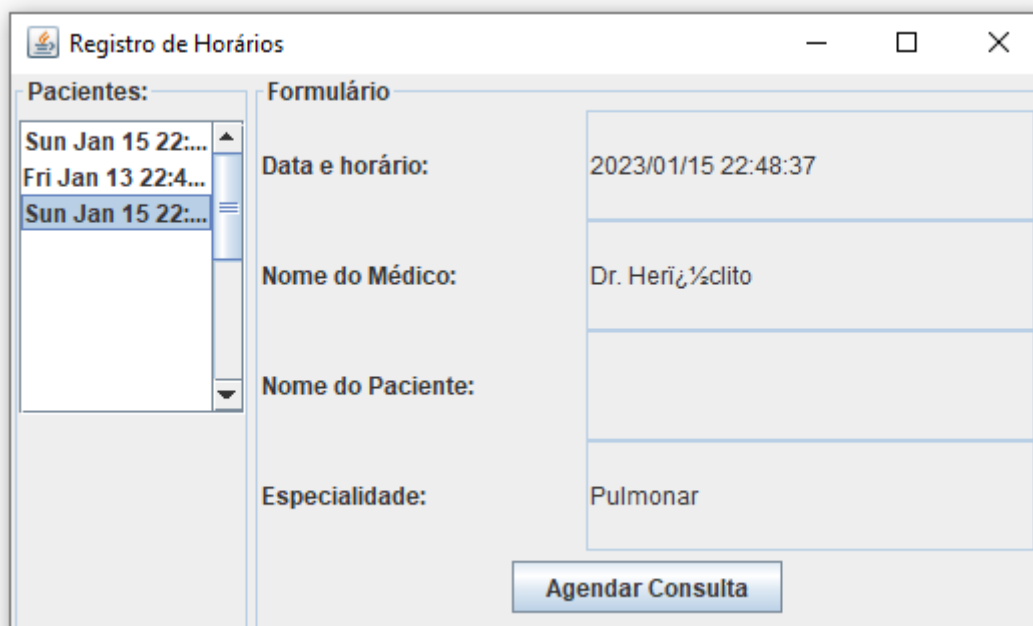 Registro de Horários
Pacientes:
Sun Jan 15 22:...
Fri Jan 13 22:4...
Sun Jan 15 22:...
Formulário
Data e horário:
2023/01/15 22:48:37
Nome do Médico:
Dr. Herï¿½clito
Nome do Paciente:
Especialidade:
Pulmonar
Agendar Consulta